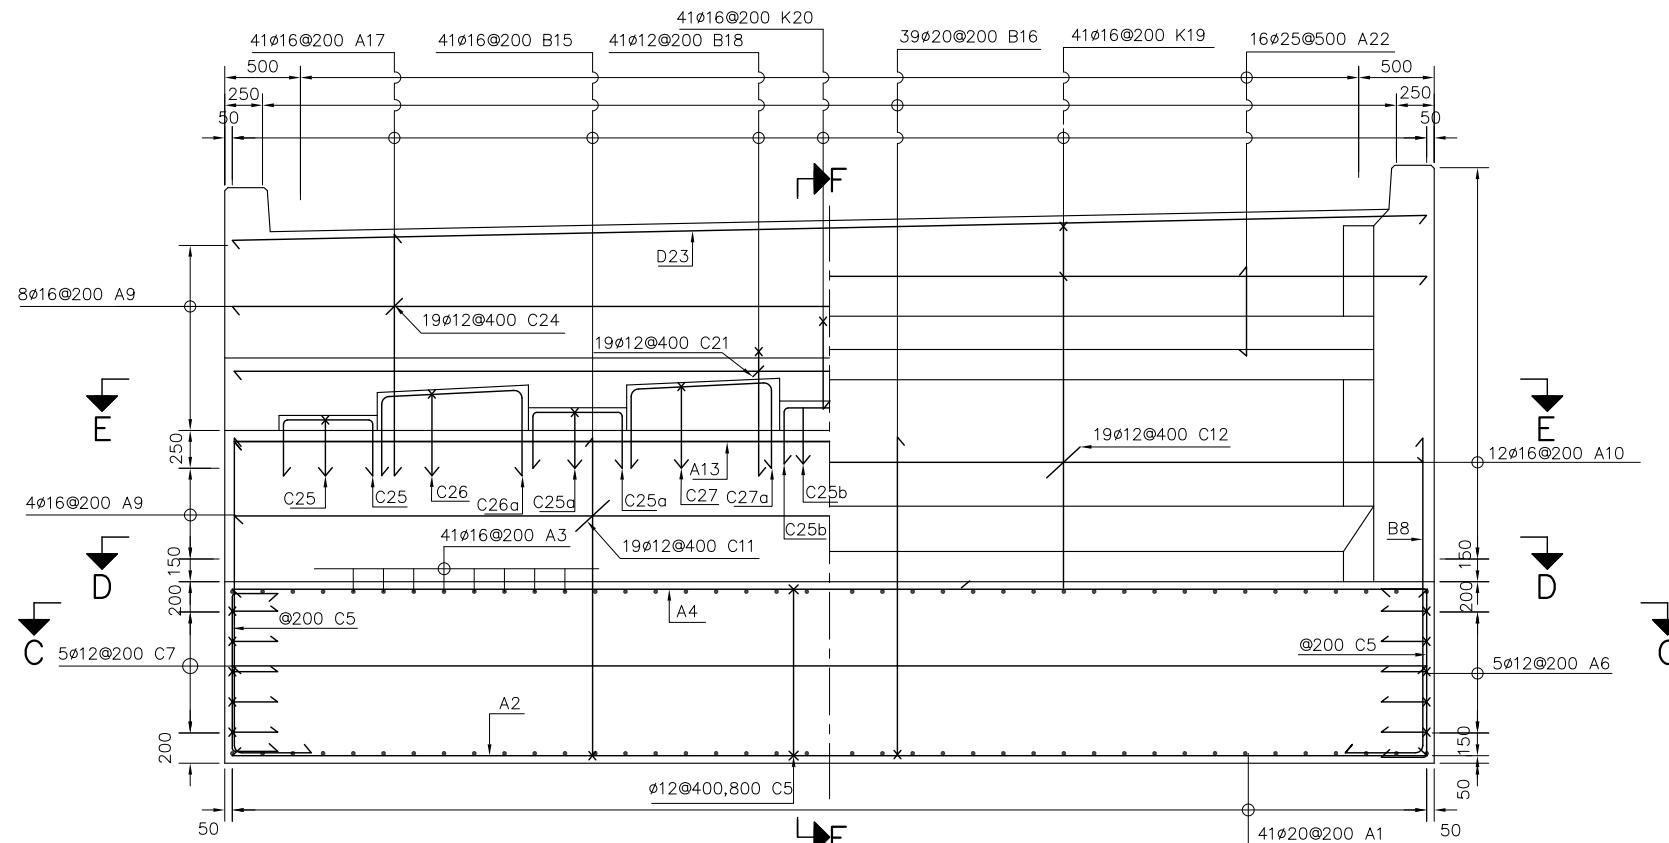 41ø16@200 K20
41ø16@200 A17
41ø16@200 B15
41ø12@200 B18
39ø20@200 B16
41ø16@200 K19
16ø25@500 A22
500
500
250
250
50
50
F
D23
8ø16@200 A9
19ø12@400 C24
19ø12@400 C21
E
E
250
19ø12@400 C12
12ø16@200 A10
A13
C25
C25
C26
C26a
C25a
C25a
C27
C27a
C25b
C25b
4ø16@200 A9
B8
41ø16@200 A3
19ø12@400 C11
150
150
D
D
200
200
A4
@200 C5
C
@200 C5
5ø12@200 C7
5ø12@200 A6
A2
200
150
ø12@400,800 C5
50
50
50
41ø20@200 A1